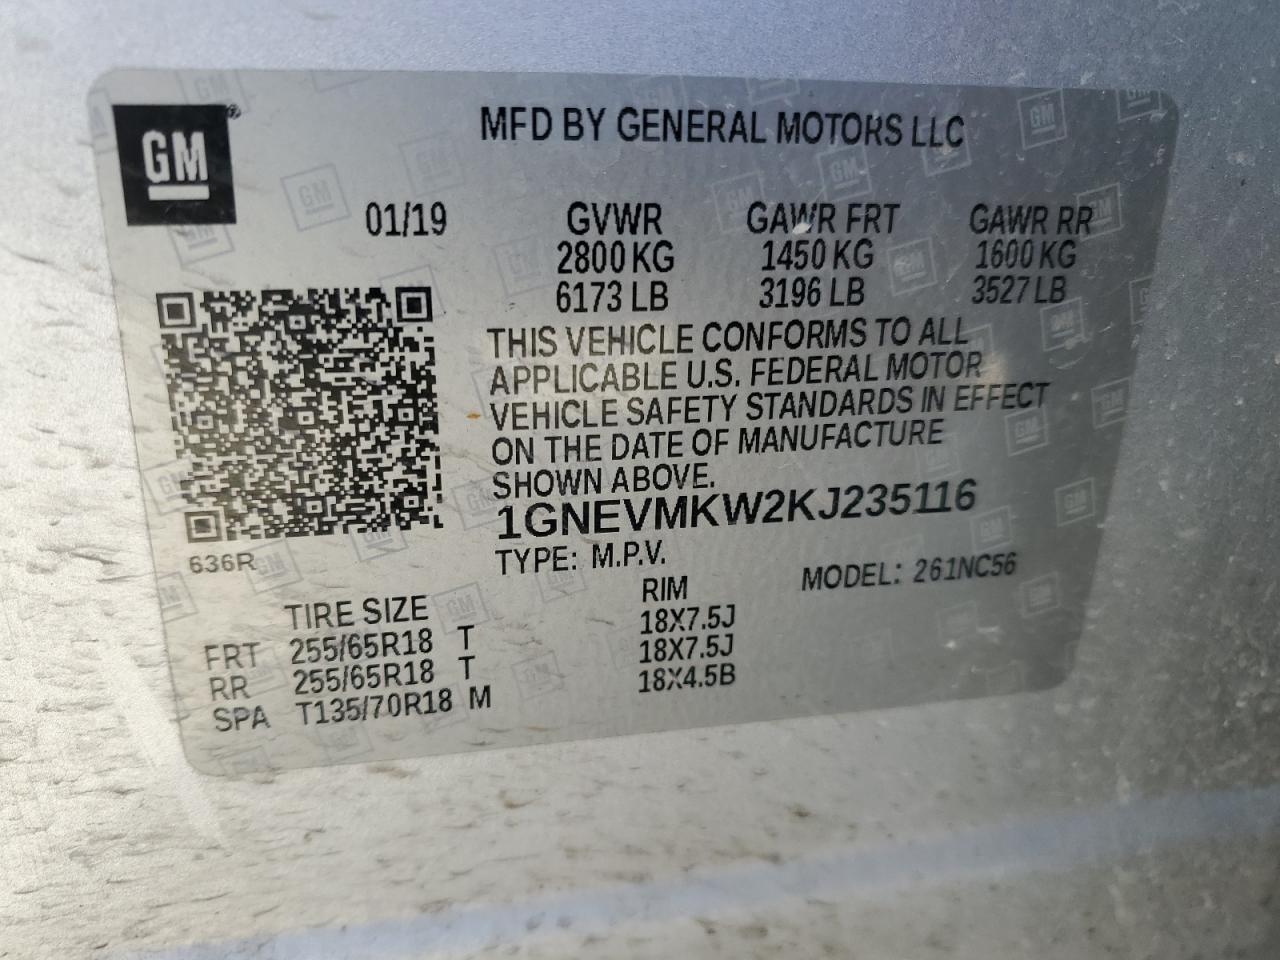 GM
MFD BY GENERAL MOTORS LLC
01/19 GVWR GAWR FRT GAWR RR
2800 KG 1450 KG 1600 KG
6173 LB 3196 LB 3527 LB
THIS VEHICLE CONFORMS TO ALL
APPLICABLE U.S. FEDERAL MOTOR
VEHICLE SAFETY STANDARDS IN EFFECT
ON THE DATE OF MANUFACTURE
SHOWN ABOVE.
1GNEVMKW2KJ235116
636R
TYPE: M.P.V. MODEL: 261NC56
TIRE SIZE RIM
FRT 255/65R18 T 18X7.5J
RR 255/65R18 T 18X7.5J
SPA T135/70R18 M 18X4.5B